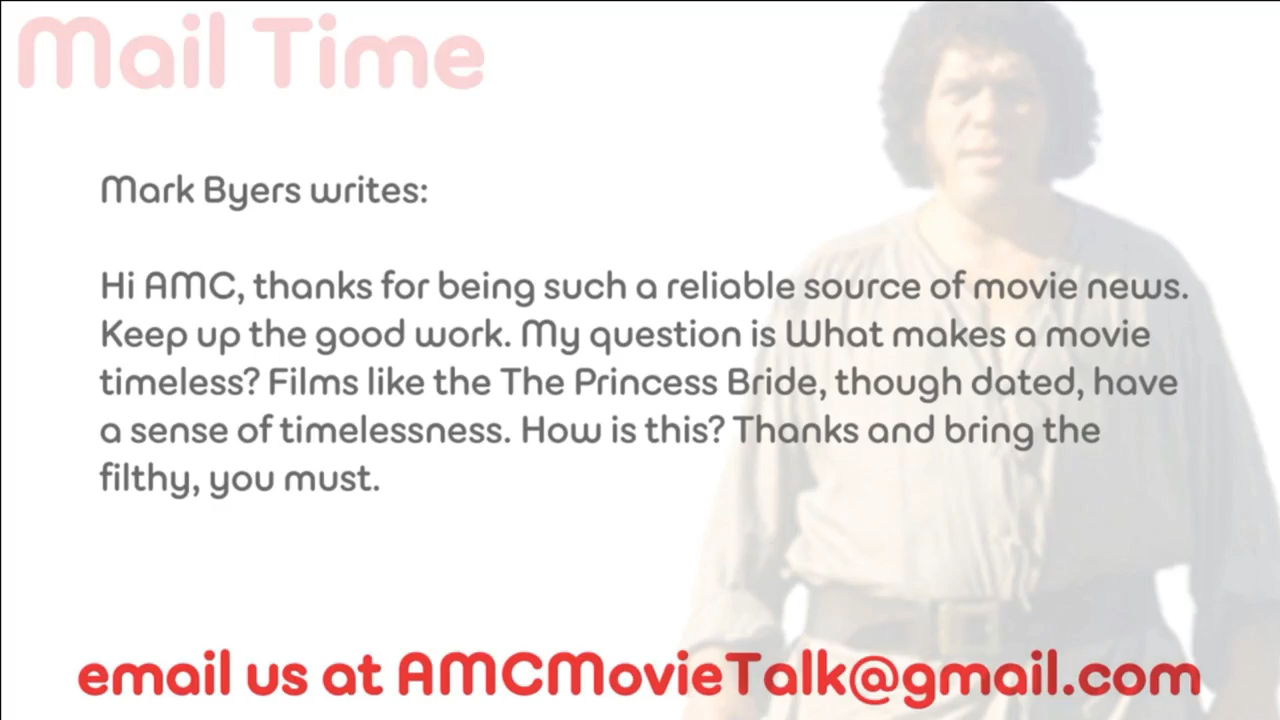 Mail Time
Mark Byers writes:
Hi AMC, thanks for being such a reliable source of movie news.
Keep up the good work. My question is What makes a movie
timeless? Films like the The Princess Bride, though dated, have
a sense of timelessness. How is this? Thanks and bring the
filthy, you must.
email us at AMCMovieTalk@gmail.com